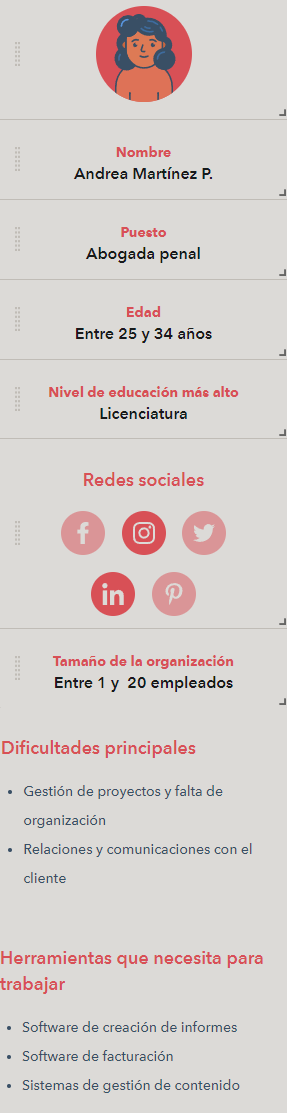 Nombre
Andrea Martínez P.
Puesto
Abogada penal
Edad
Entre 25 y 34 años
Nivel de educación más alto
Licenciatura
Redes sociales
Tamaño de la organización
Entre 1 y 20 empleados
Dificultades principales
Gestión de proyectos y falta de
organización
Relaciones y comunicaciones con el
cliente
Herramientas que necesita para
trabajar
Software de creación de informes
Software de facturación
Sistemas de gestión de contenido